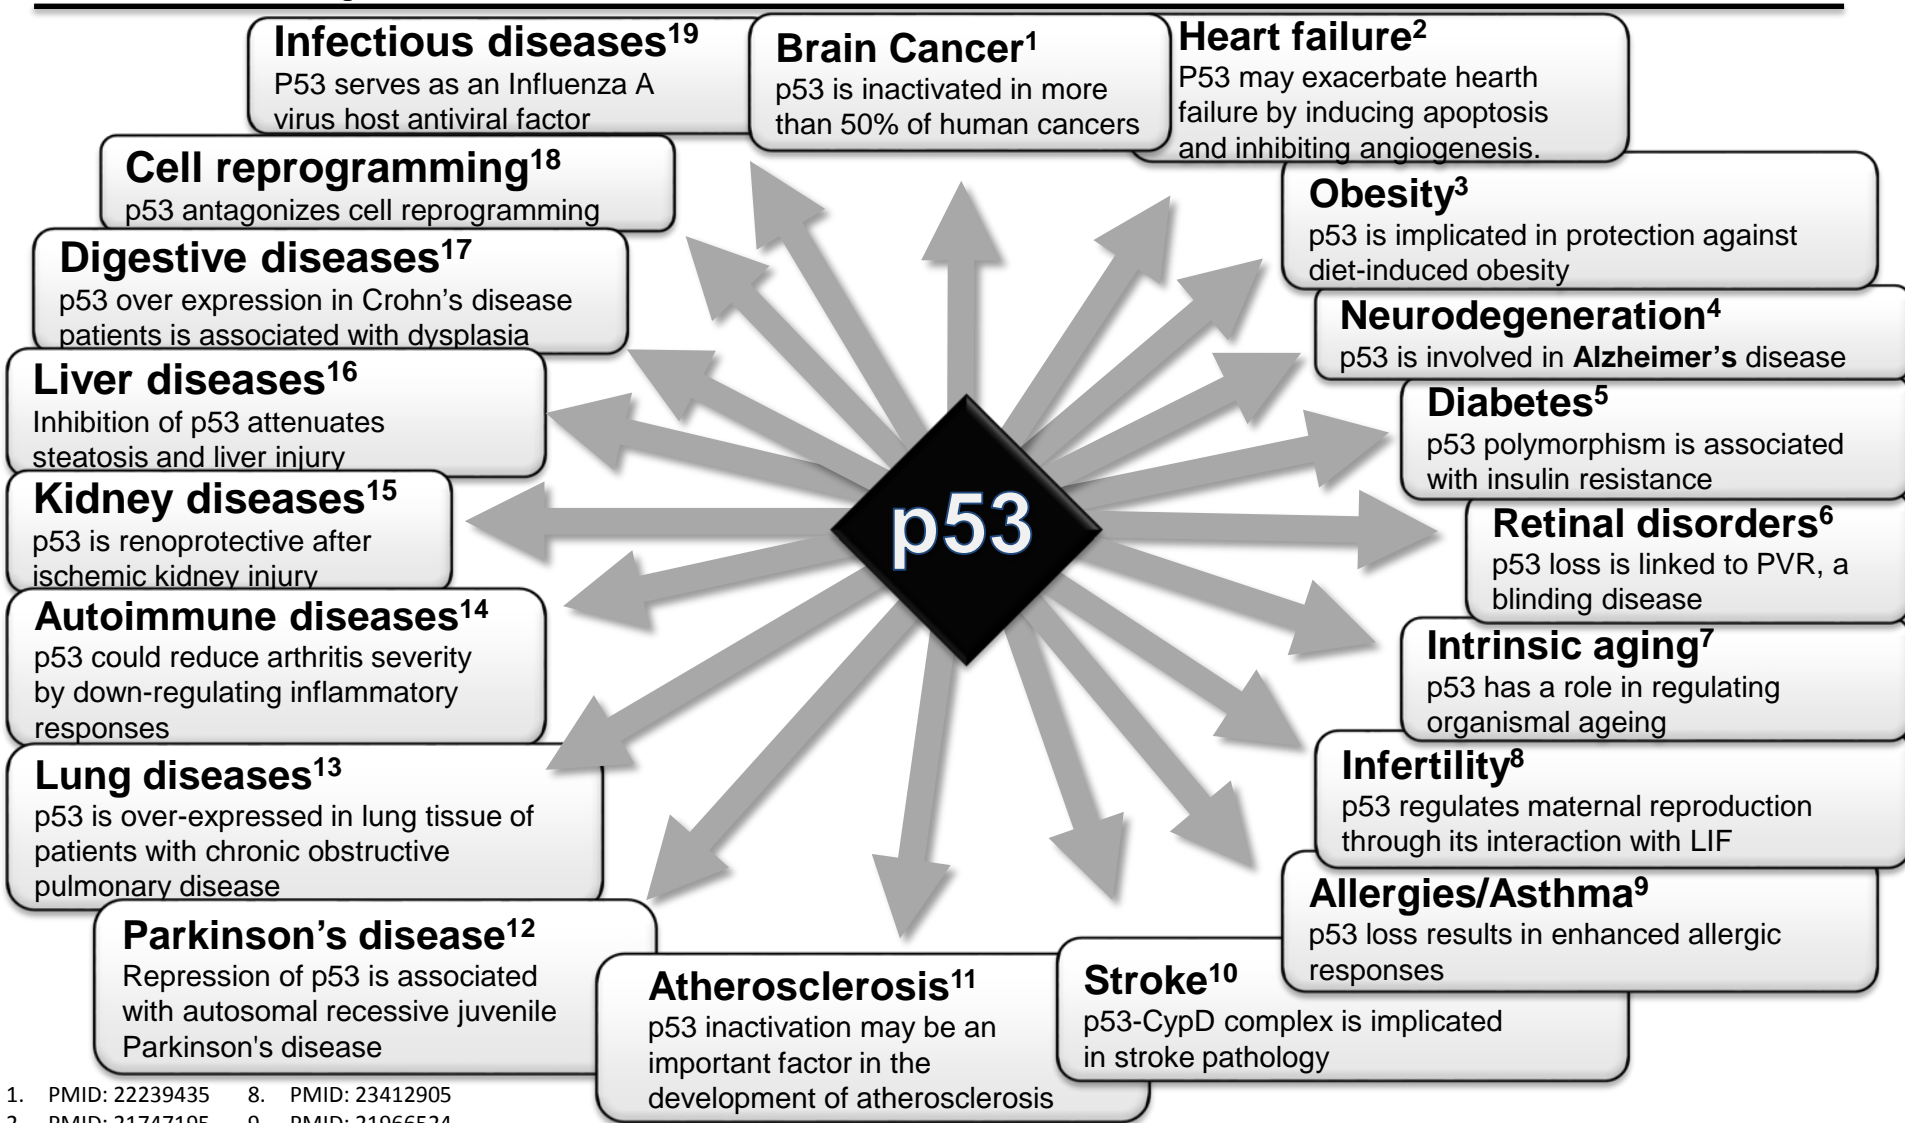 Infectious diseases19
P53 serves as an Influenza A
virus host antiviral factor
Brain Cancer1
p53 is inactivated in more
than 50% of human cancers
Heart failure2
P53 may exacerbate hearth
failure by inducing apoptosis
and inhibiting angiogenesis.
Cell reprogramming18
p53 antagonizes cell reprogramming
Obesity3
p53 is implicated in protection against
diet-induced obesity
Digestive diseases17
p53 over expression in Crohn’s disease
patients is associated with dysplasia
Neurodegeneration4
p53 is involved in Alzheimer’s disease
Liver diseases16
Inhibition of p53 attenuates
steatosis and liver injury
Diabetes5
p53 polymorphism is associated
with insulin resistance
Kidney diseases15
p53 is renoprotective after
ischemic kidney injury
p53
Retinal disorders6
p53 loss is linked to PVR, a
blinding disease
Autoimmune diseases14
p53 could reduce arthritis severity
by down-regulating inflammatory
responses
Intrinsic aging7
p53 has a role in regulating
organismal ageing
Lung diseases13
p53 is over-expressed in lung tissue of
patients with chronic obstructive
pulmonary disease
Infertility8
p53 regulates maternal reproduction
through its interaction with LIF
Allergies/Asthma9
p53 loss results in enhanced allergic
responses
Parkinson’s disease12
Repression of p53 is associated
with autosomal recessive juvenile
Parkinson's disease
Atherosclerosis11
p53 inactivation may be an
important factor in the
development of atherosclerosis
Stroke10
p53-CypD complex is implicated
in stroke pathology
1. PMID: 22239435 8. PMID: 23412905
2. PMID: 21747195 9. PMID: 21966524